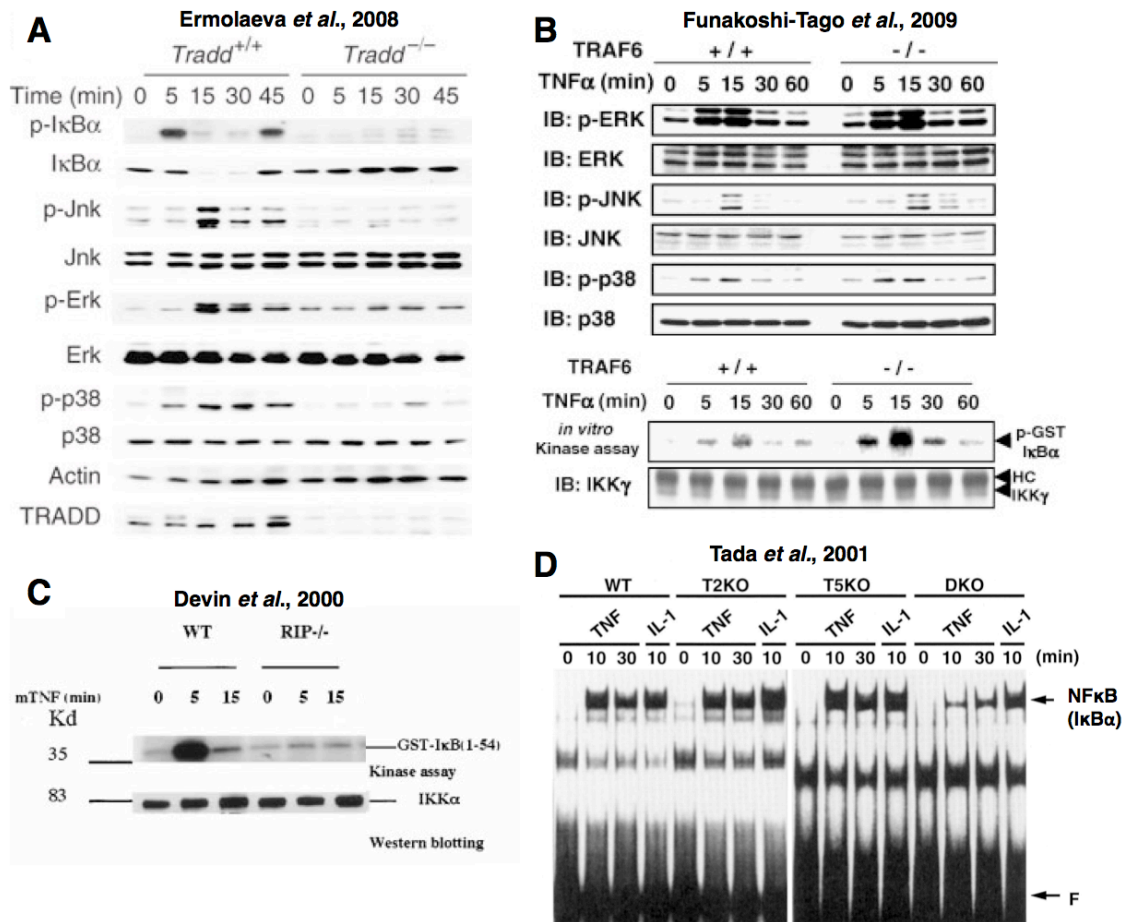 A
Ermolaeva et al., 2008
Tradd+/+ Tradd−/−
Time (min) 0 5 15 30 45 0 5 15 30 45
p-IκBα
IκBα
p-Jnk
Jnk
p-Erk
Erk
p-p38
p38
Actin
TRADD
B
Funakoshi-Tago et al., 2009
TRAF6 + / + - / -
TNFα (min) 0 5 15 30 60 0 5 15 30 60
IB: p-ERK
IB: ERK
IB: p-JNK
IB: JNK
IB: p-p38
IB: p38
TRAF6 + / + - / -
TNFα (min) 0 5 15 30 60 0 5 15 30 60
in vitro
Kinase assay
p-GST
IκBα
IB: IKKγ
HC
IKKγ
C
Devin et al., 2000
WT RIP-/-
mTNF (min) 0 5 15 0 5 15
Kd
35
GST-IκB(1-54)
Kinase assay
83
IKKα
Western blotting
D
Tada et al., 2001
WT T2KO T5KO DKO
TNF IL-1 TNF IL-1 TNF IL-1 TNF IL-1
0 10 30 10 0 10 30 10 0 10 30 10 0 10 30 10 (min)
NFκB
(IκBα)
F